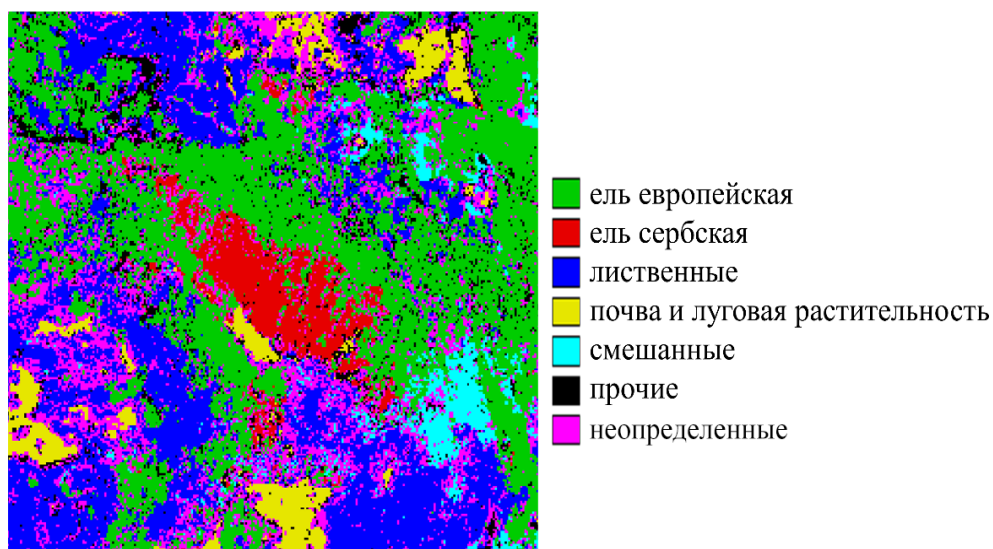 ель европейская
ель сербская
лиственные
почва и луговая растительность
смешанные
прочие
неопределенные